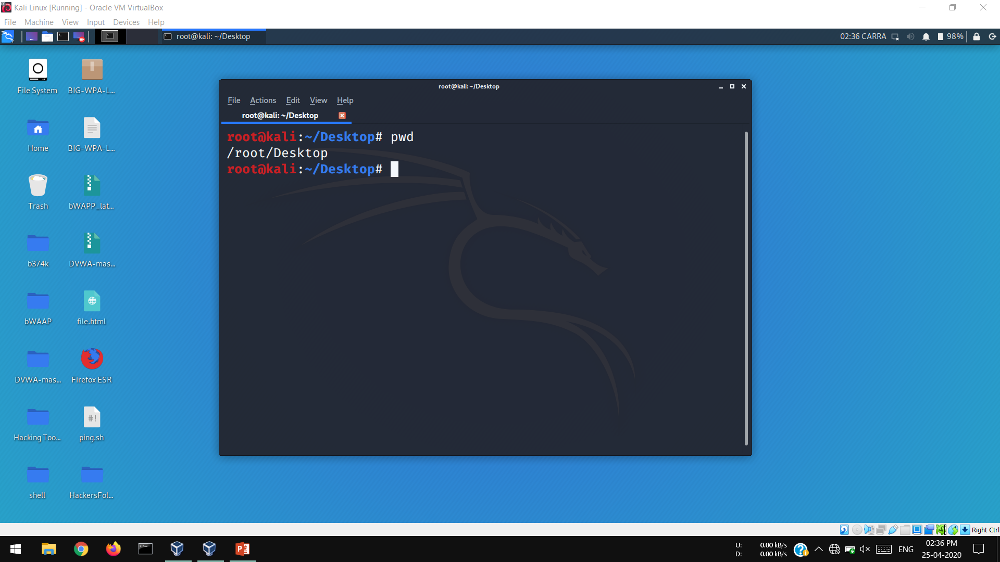 Kali Linux [Running] - Oracle VM VirtualBox
File Machine View Input Devices Help
root@kali: ~/Desktop
02:36 CARRA
98%
File System
BIG-WPA-L...
Home
BIG-WPA-L...
Trash
bWAPP_lat...
b374k
DVWA-mas...
bWAAP
file.html
DVWA-mas...
Firefox ESR
Hacking Too...
#!
ping.sh
shell
HackersFol...
root@kali: ~/Desktop
File Actions Edit View Help
root@kali: ~/Desktop
root@kali:~/Desktop# pwd
/root/Desktop
root@kali:~/Desktop#
Right Ctrl
U: 0.00 kB/s
D: 0.00 kB/s
ENG
02:36 PM
25-04-2020